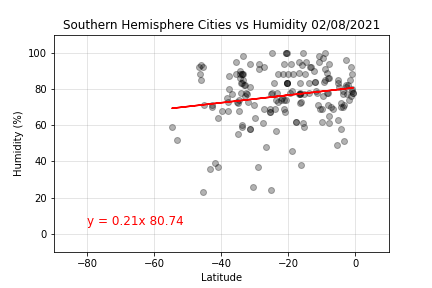 Southern Hemisphere Cities vs Humidity 02/08/2021
Humidity (%)
100
80
60
40
20
0
y = 0.21x 80.74
−80
−60
−40
−20
0
Latitude